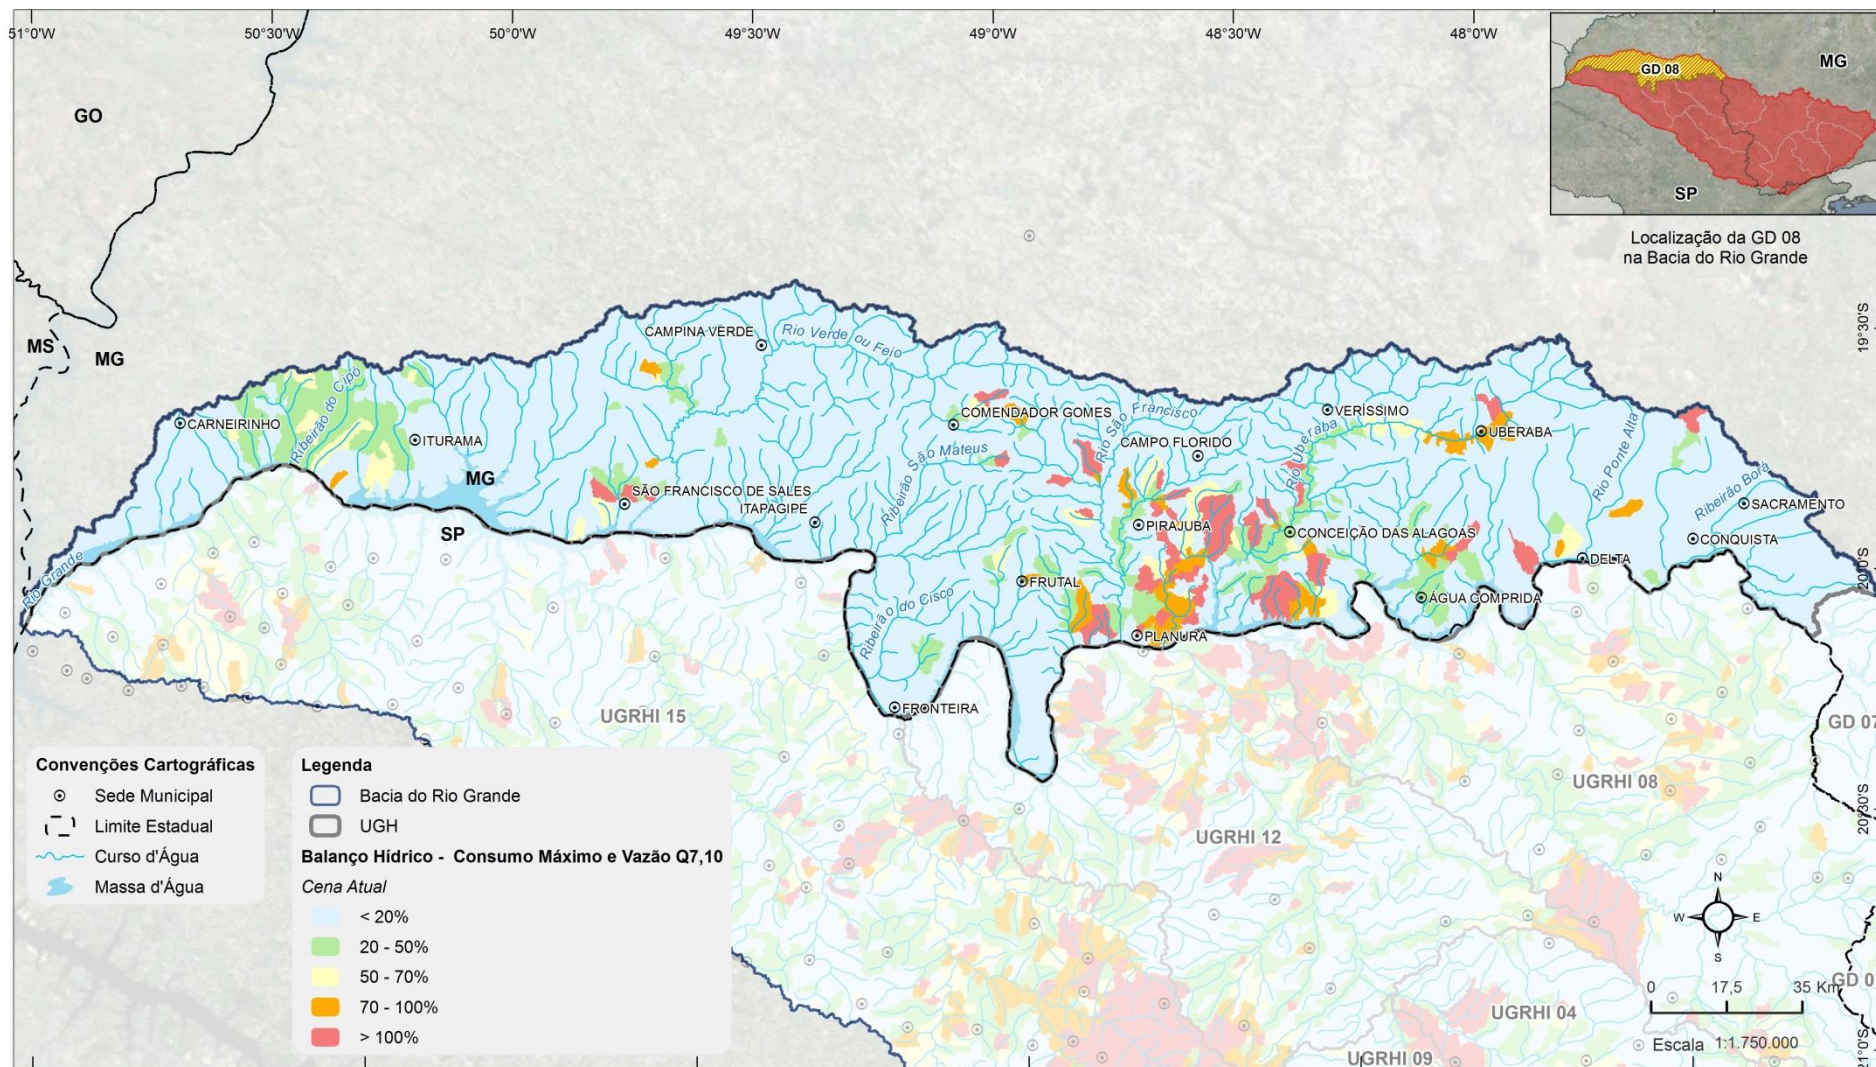 51°0'W
50°30'W
50°0'W
49°30'W
49°0'W
48°30'W
48°0'W
GO
MG
GD 08
SP
Localização da GD 08
na Bacia do Rio Grande
19°30'S
MS
MG
CAMPINA VERDE
Rio Verde ou Feio
CARNEIRINHO
Ribeirão do Cipó
ITURAMA
COMENDADOR GOMES
Rio São Francisco
VERÍSSIMO
UBERABA
CAMPO FLORIDO
Rio Uberaba
Rio Ponte Alta
Ribeirão São Mateus
MG
SÃO FRANCISCO DE SALES
ITAPAGIPE
Ribeirão Borá
SACRAMENTO
SP
PIRAJUBA
CONCEIÇÃO DAS ALAGOAS
CONQUISTA
DELTA
20°0'S
Rio Grande
FRUTAL
Ribeirão do Cisco
ÁGUA COMPRIDA
PLANURA
FRONTEIRA
UGRHI 15
GD 07
UGRHI 08
20°30'S
UGRHI 12
Convenções Cartográficas
Sede Municipal
Limite Estadual
Curso d'Água
Massa d'Água
Legenda
Bacia do Rio Grande
UGH
Balanço Hídrico - Consumo Máximo e Vazão Q7,10
Cena Atual
< 20%
20 - 50%
50 - 70%
70 - 100%
> 100%
N
W
E
S
GD 0
0 17,5 35 Km
UGRHI 04
Escala 1:1.750.000
UGRHI 09
21°0'S